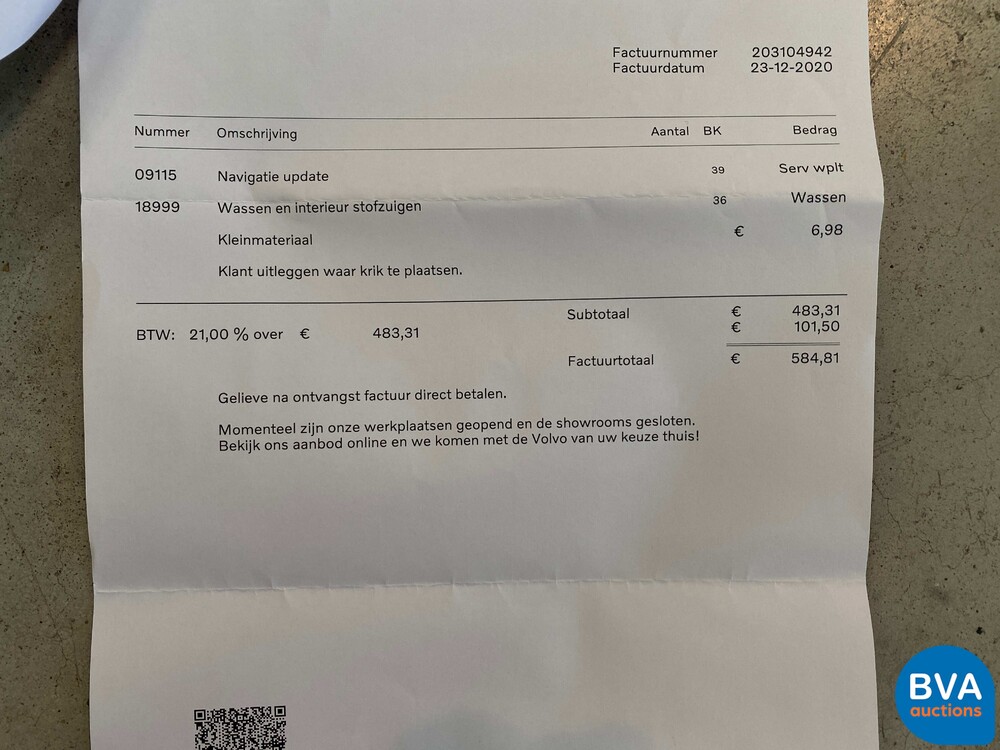 Factuurnummer 203104942
Factuurdatum 23-12-2020
Nummer Omschrijving Aantal BK Bedrag
09115 Navigatie update 39 Serv wplt
18999 Wassen en interieur stofzuigen 36 Wassen
Kleinmateriaal € 6,98
Klant uitleggen waar krik te plaatsen.
Subtotaal € 483,31
BTW: 21,00 % over € 483,31 € 101,50
Factuurtotaal € 584,81
Gelieve na ontvangst factuur direct betalen.
Momenteel zijn onze werkplaatsen geopend en de showrooms gesloten.
Bekijk ons aanbod online en we komen met de Volvo van uw keuze thuis!
BVA
auctions